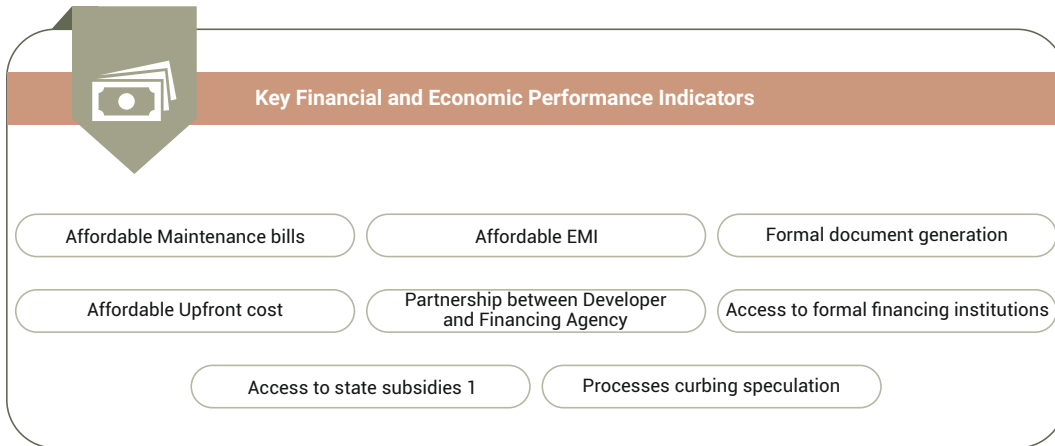 Key Financial and Economic Performance Indicators
Affordable Maintenance bills
Affordable EMI
Formal document generation
Affordable Upfront cost
Partnership between Developer
and Financing Agency
Access to formal financing institutions
Access to state subsidies 1
Processes curbing speculation